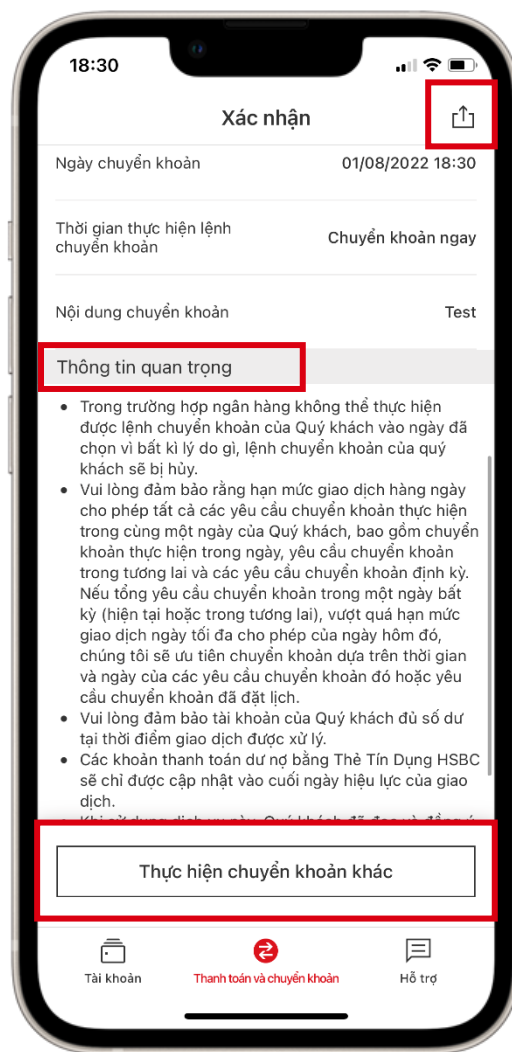 18:30
Xác nhận
Ngày chuyển khoản 01/08/2022 18:30
Thời gian thực hiện lệnh
chuyển khoản
Chuyển khoản ngay
Nội dung chuyển khoản Test
Thông tin quan trọng
• Trong trường hợp ngân hàng không thể thực hiện
được lệnh chuyển khoản của Quý khách vào ngày đã
chọn vì bất kì lý do gì, lệnh chuyển khoản của quý
khách sẽ bị hủy.
• Vui lòng đảm bảo rằng hạn mức giao dịch hàng ngày
cho phép tất cả các yêu cầu chuyển khoản thực hiện
trong cùng một ngày của Quý khách, bao gồm chuyển
khoản thực hiện trong ngày, yêu cầu chuyển khoản
trong tương lai và các yêu cầu chuyển khoản định kỳ.
Nếu tổng yêu cầu chuyển khoản trong một ngày bất
kỳ (hiện tại hoặc trong tương lai), vượt quá hạn mức
giao dịch ngày tối đa cho phép của ngày hôm đó,
chúng tôi sẽ ưu tiên chuyển khoản dựa trên thời gian
và ngày của các yêu cầu chuyển khoản đó hoặc yêu
cầu chuyển khoản đã đặt lịch.
• Vui lòng đảm bảo tài khoản của Quý khách đủ số dư
tại thời điểm giao dịch được xử lý.
• Các khoản thanh toán dư nợ bằng Thẻ Tín Dụng HSBC
sẽ chỉ được cập nhật vào cuối ngày hiệu lực của giao
dịch.
Thực hiện chuyển khoản khác
Tài khoản
Thanh toán và chuyển khoản
Hỗ trợ